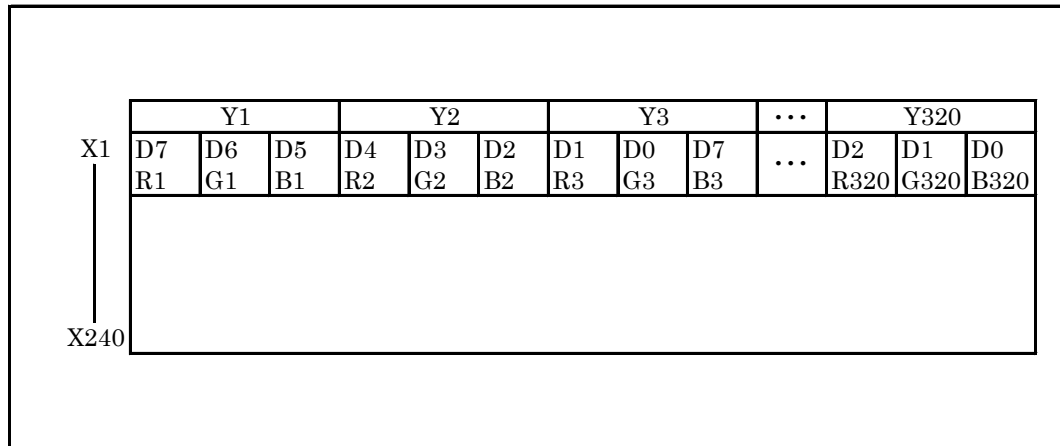 Y1 Y2 Y3 ··· Y320
X1 D7 D6 D5 D4 D3 D2 D1 D0 D7 ··· D2 D1 D0
R1 G1 B1 R2 G2 B2 R3 G3 B3 R320 G320 B320
X240